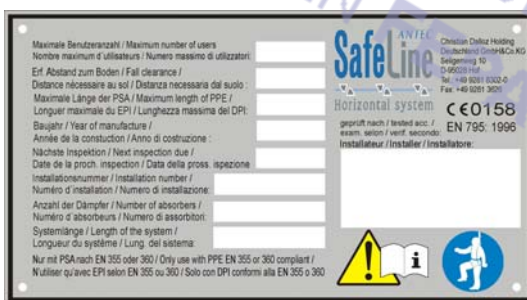 Maximale Benutzeranzahl / Maximum number of users
Nombre maximum d'utilisateurs / Numero massimo di utilizzatori:
Erf. Abstand zum Boden / Fall clearance /
Distance nécessaire au sol / Distanza necessaria dal suolo :
Maximale Länge der PSA / Maximum length of PPE /
Longuer maximale du EPI / Lunghezza massima del DPI:
Baujahr / Year of manufacture /
Année de la constuction / Anno di costruzione :
Nächste Inspektion / Next inspection due /
Date de la proch. inspection / Data della pross. ispezione
Installationsnummer / Installation number /
Numéro d'installation / Numero di installazione:
Anzahl der Dämpfer / Number of absorbers /
Numéro d'absorbeurs / Numero di assorbitori:
Systemlänge / Length of the system /
Longueur du système / Lung. del sistema:
Nur mit PSA nach EN 355 oder 360 / Only use with PPE EN 355 or 360 compliant /
N'utiliser qu'avec EPI selon EN 355 ou 360 / Solo con DPI conformi alla EN 355 o 360
ANTEC
SafeLine
Horizontal system
Christian Dalloz Holding
Deutschland GmbH&Co.KG
Seligenweg 10
D-95028 Hof
Tel.: +49 9281 8302-0
Fax: +49 9281 3626
CE0158
geprüft nach / tested acc. /
exam. selon / verif. secondo:
EN 795: 1996
Installateur / Installer / Installatore:
i